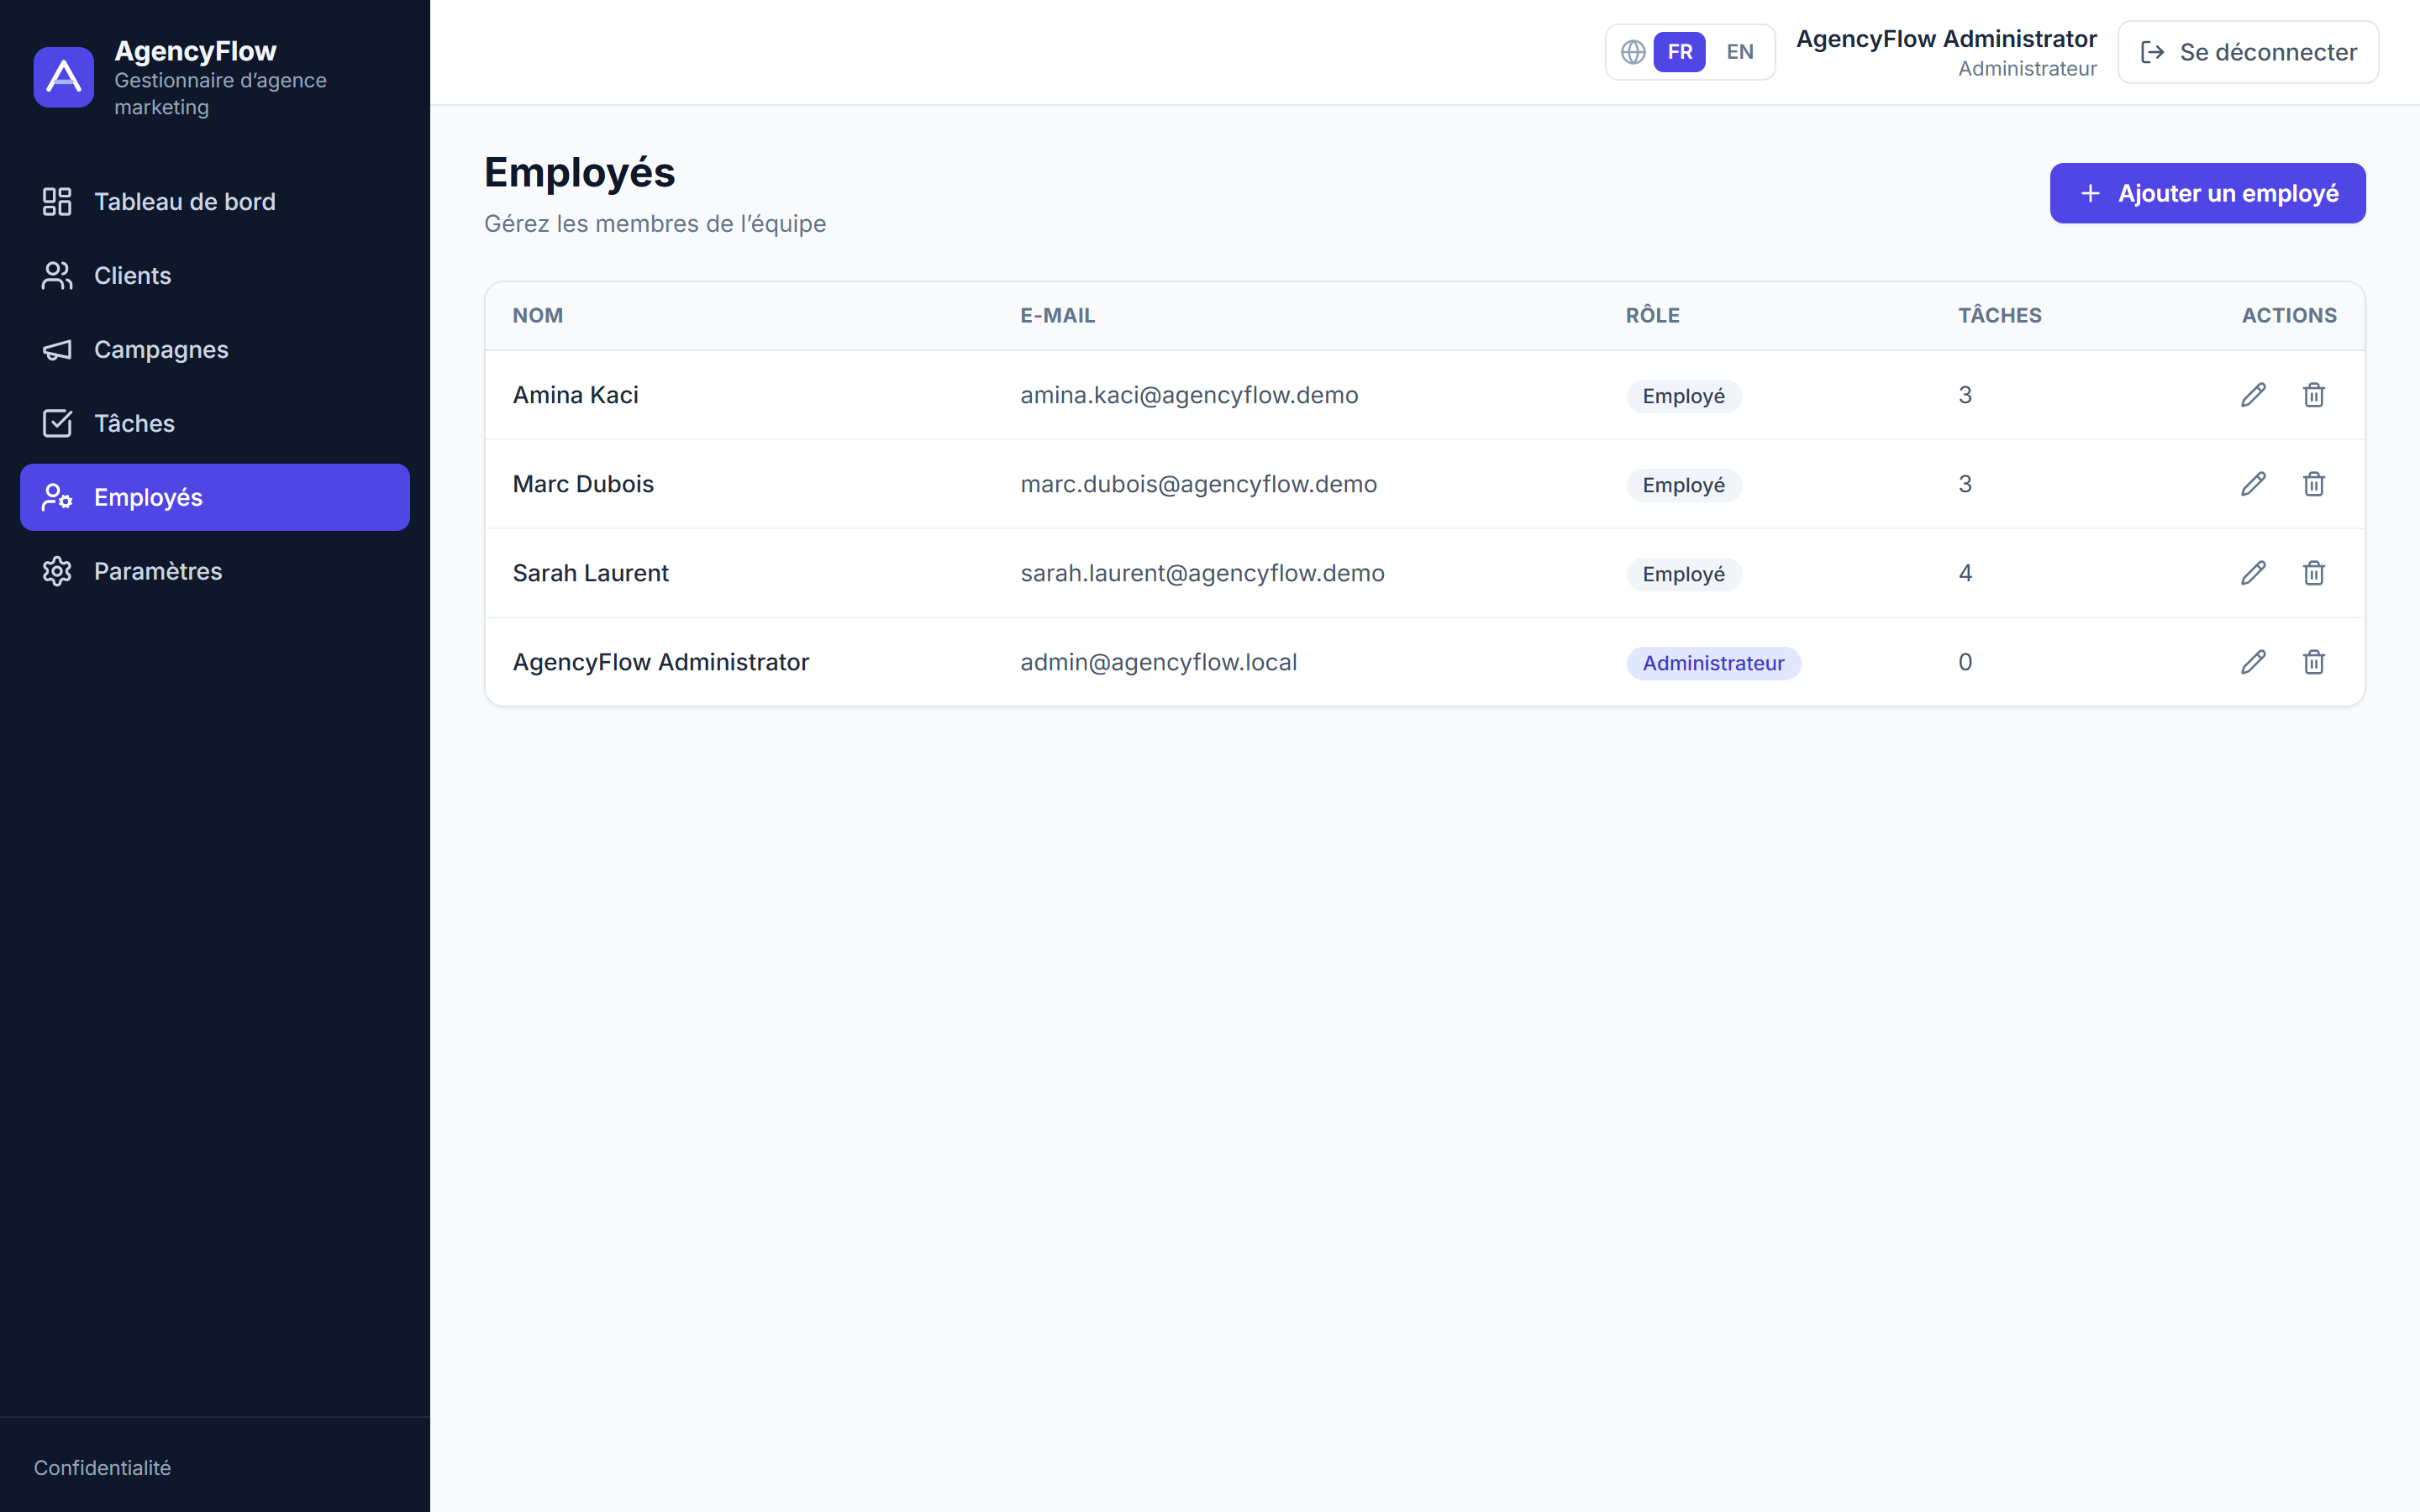 AgencyFlow
Gestionnaire d’agence
marketing
Tableau de bord
Clients
Campagnes
Tâches
Employés
Paramètres
Confidentialité
FR EN
AgencyFlow Administrator
Administrateur
Se déconnecter
Employés
Gérez les membres de l’équipe
Ajouter un employé
NOM E-MAIL RÔLE TÂCHES ACTIONS
Amina Kaci amina.kaci@agencyflow.demo Employé 3
Marc Dubois marc.dubois@agencyflow.demo Employé 3
Sarah Laurent sarah.laurent@agencyflow.demo Employé 4
AgencyFlow Administrator admin@agencyflow.local Administrateur 0